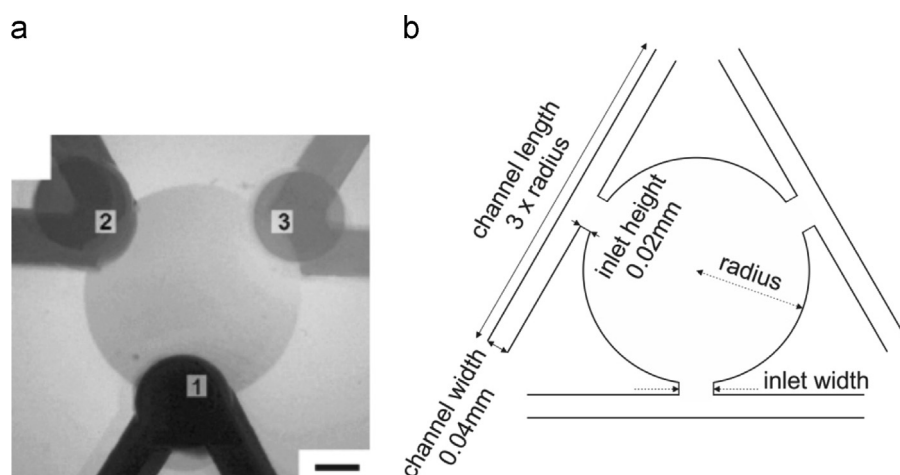 a
b
2
3
1
channel length
3 x radius
inlet height
0.02mm
radius
channel width
0.04mm
inlet width